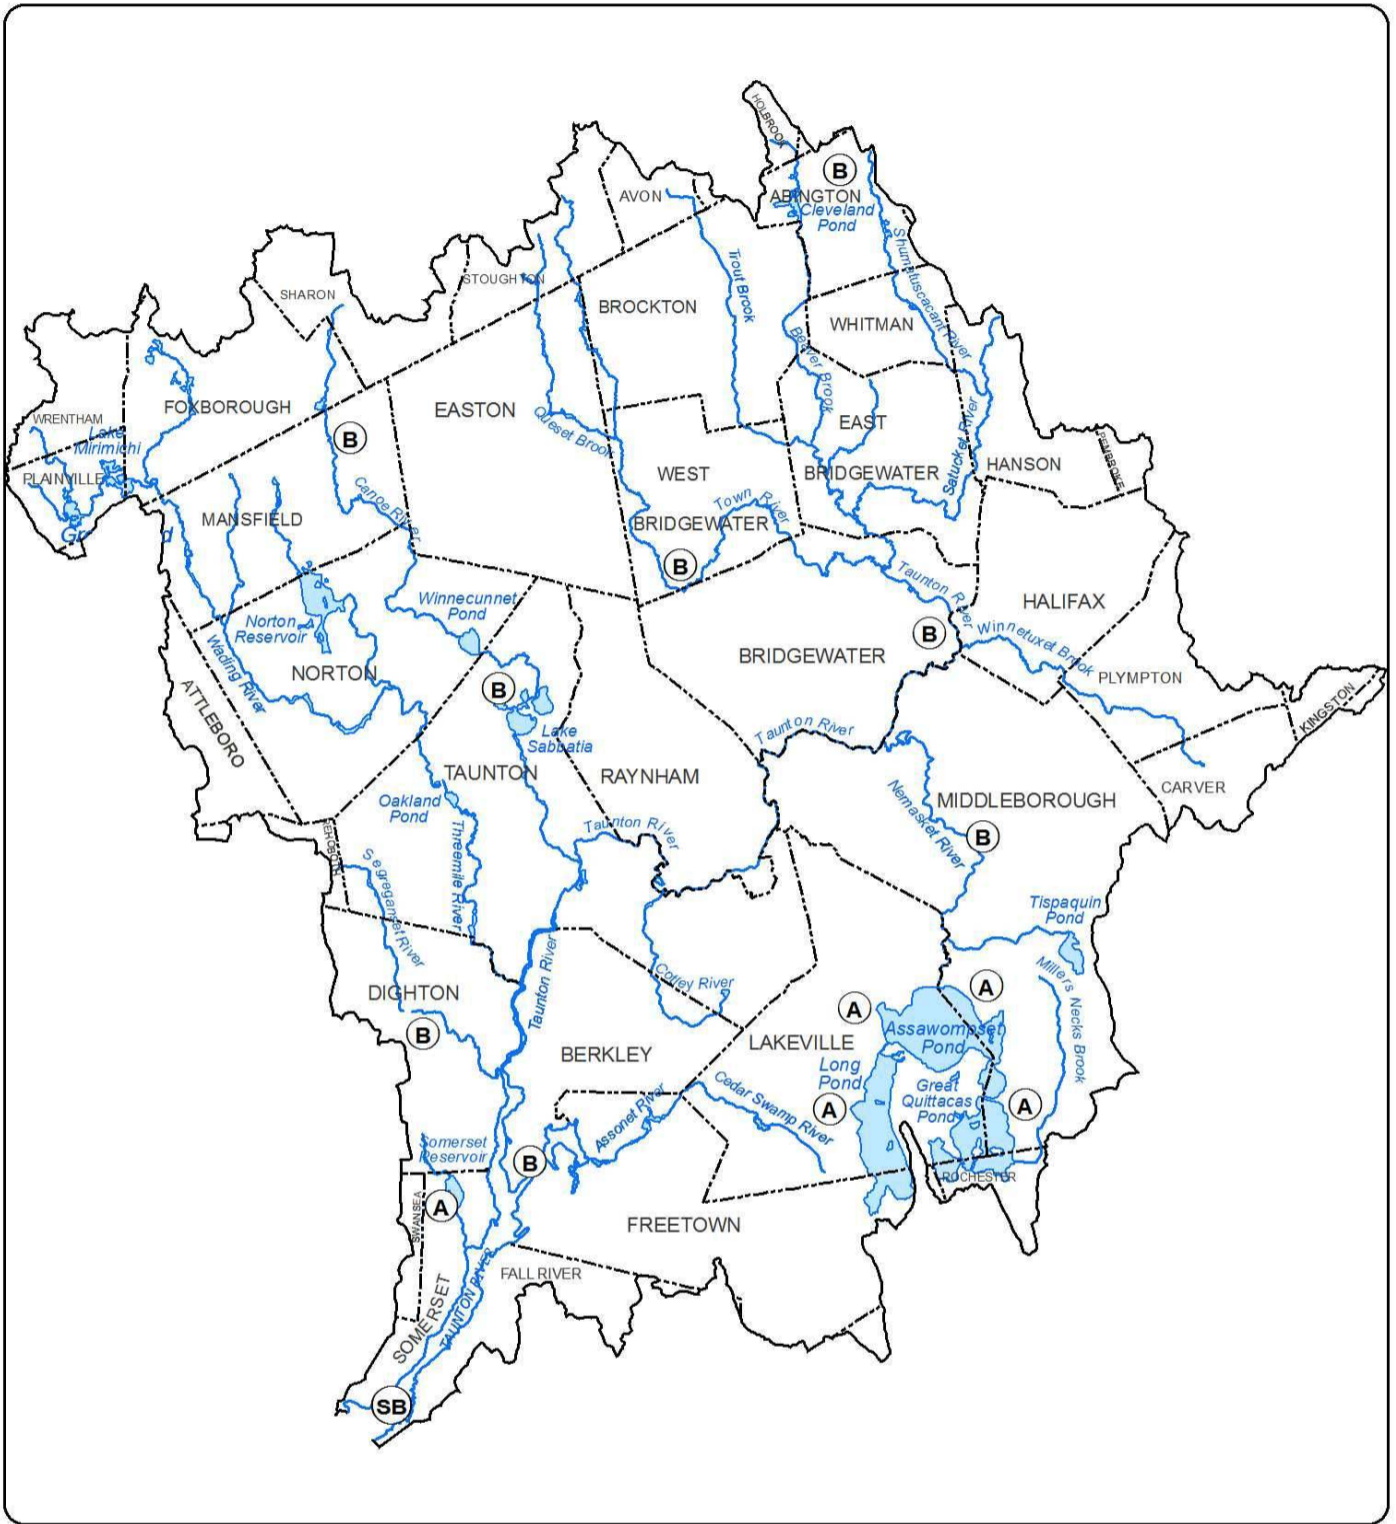 HOLBROOK
B
AVON
ABINGTON
Cleveland
Pond
Shumatuscacant River
STOUGHTON
SHARON
BROCKTON
Trout Brook
WHITMAN
Beaver Brook
WRENTHAM
FOXBOROUGH
EASTON
Queset Brook
EAST
BRIDGEWATER
Satucket River
HANSON
PEMBROKE
Lake
Mirimichi
PLAINVILLE
B
WEST
BRIDGEWATER
Town River
B
MANSFIELD
Canoe River
Winnecunnet
Pond
Taunton River
HALIFAX
B
Winnetuxet Brook
Norton
Reservoir
NORTON
Wading River
BRIDGEWATER
PLYMPTON
KINGSTON
ATTLEBORO
B
Lake
Sabbatia
Taunton River
TAUNTON
RAYNHAM
CARVER
MIDDLEBOROUGH
Nemasket River
B
Oakland
Pond
Threemile River
Taunton River
REHOBOTH
Segreganset River
Tispaquin
Pond
Millers Necks Brook
Taunton River
Cotley River
DIGHTON
B
A
A
Assawompset
Pond
BERKLEY
LAKEVILLE
Long
Pond
A
Great
Quittacas
Pond
A
Cedar Swamp River
Assonet River
Somerset
Reservoir
B
ROCHESTER
SWANSEA
A
FREETOWN
FALL RIVER
SOMERSET
TAUNTON RIVER
SB